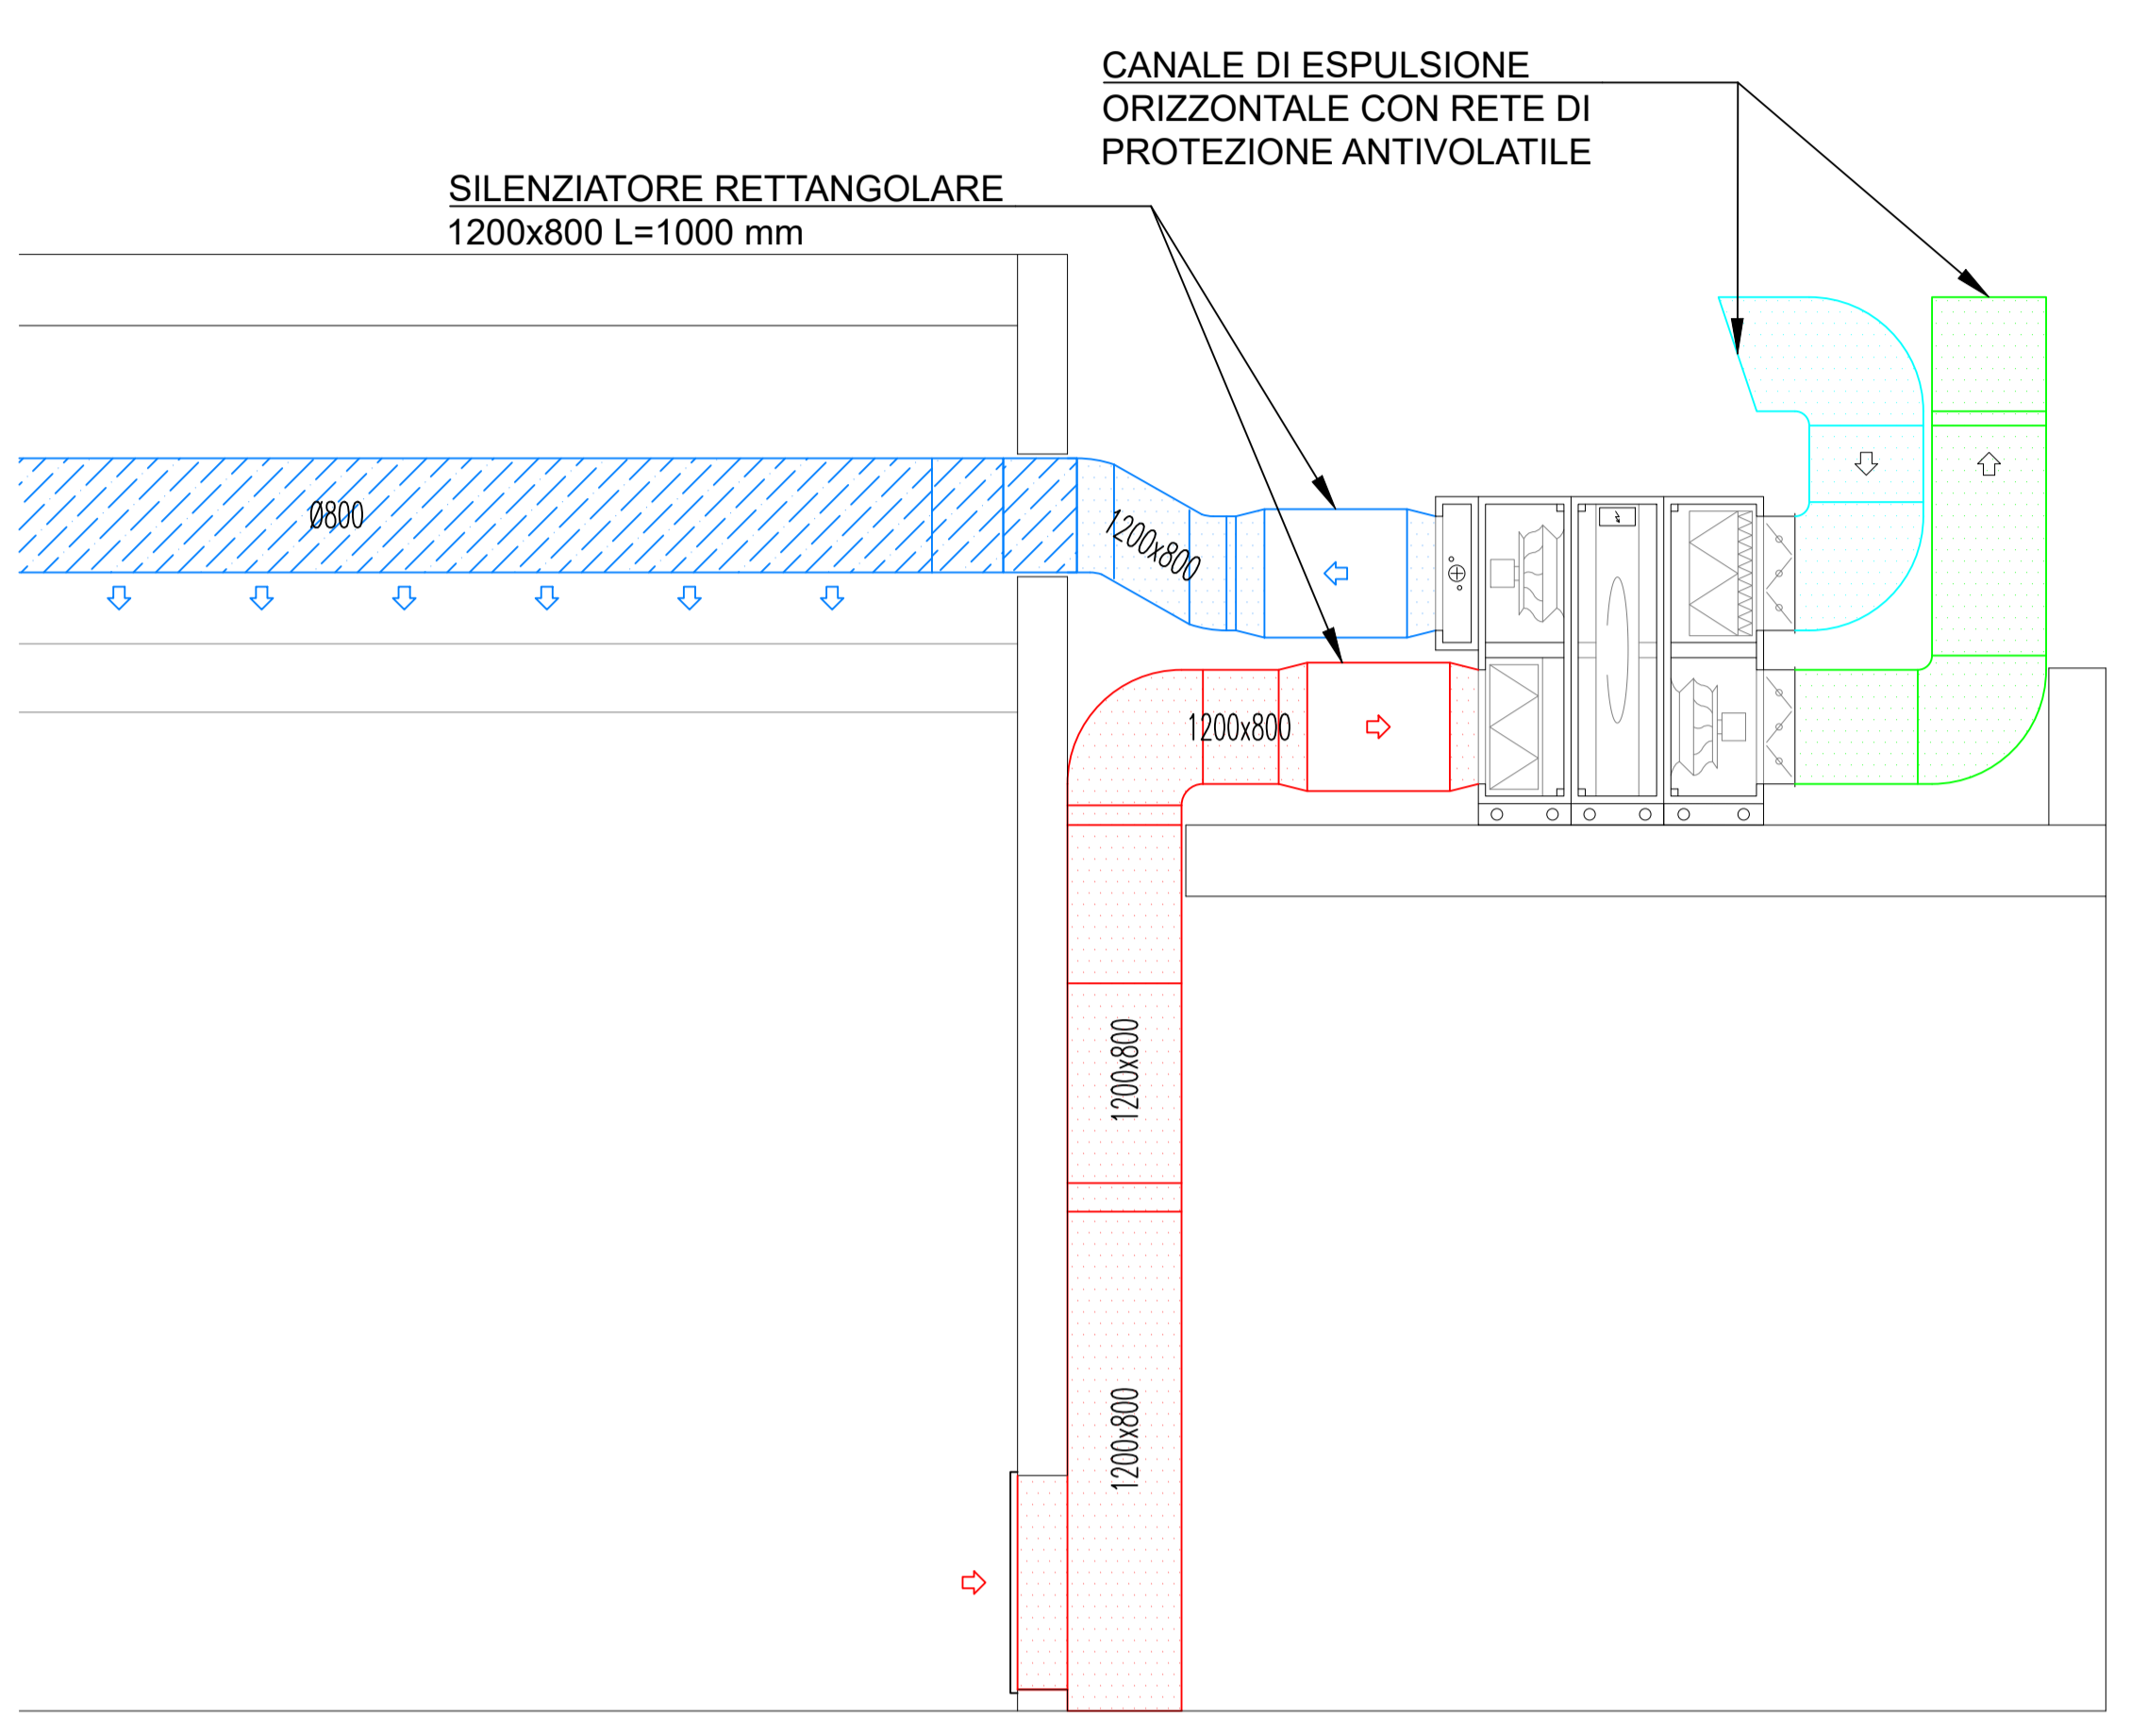 CANALE DI ESPULSIONE
ORIZZONTALE CON RETE DI
PROTEZIONE ANTIVOLATILE
SILENZIATORE RETTANGOLARE
1200x800 L=1000 mm
Ø800
1200x800
1200x800
1200x800
1200x800